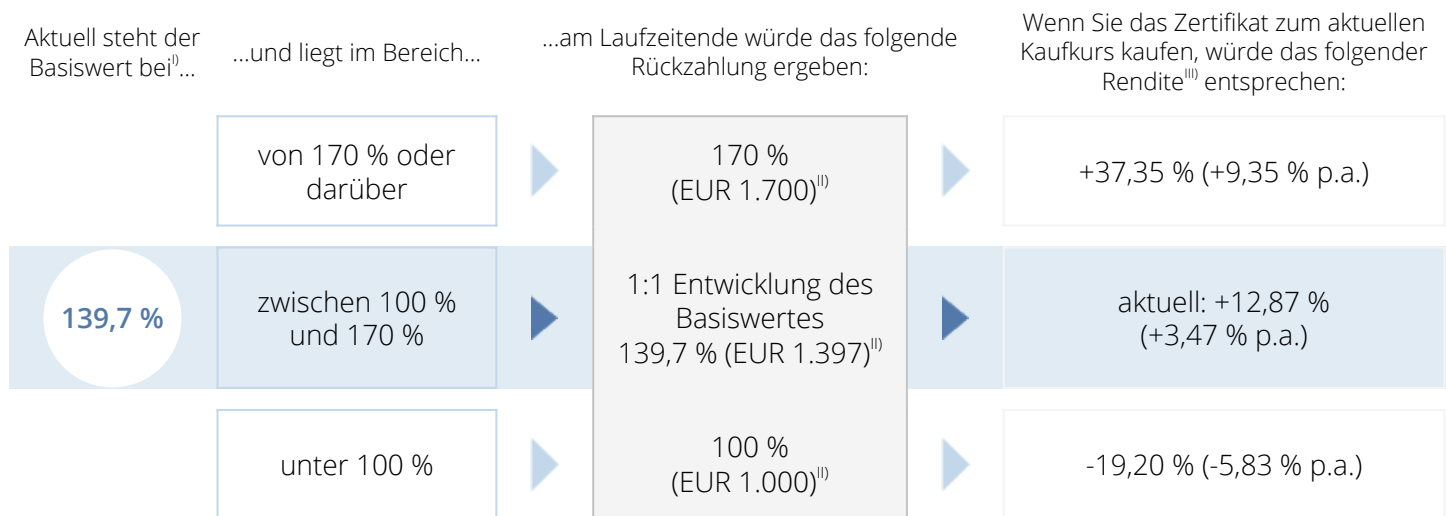 Aktuell steht der
Basiswert bei^I)...
...und liegt im Bereich...
...am Laufzeitende würde das folgende
Rückzahlung ergeben:
Wenn Sie das Zertifikat zum aktuellen
Kaufkurs kaufen, würde das folgender
Rendite^III) entsprechen:
von 170 % oder
darüber
170 %
(EUR 1.700)^II)
+37,35 % (+9,35 % p.a.)
139,7 %
zwischen 100 %
und 170 %
1:1 Entwicklung des
Basiswertes
139,7 % (EUR 1.397)^II)
aktuell: +12,87 %
(+3,47 % p.a.)
unter 100 %
100 %
(EUR 1.000)^II)
-19,20 % (-5,83 % p.a.)